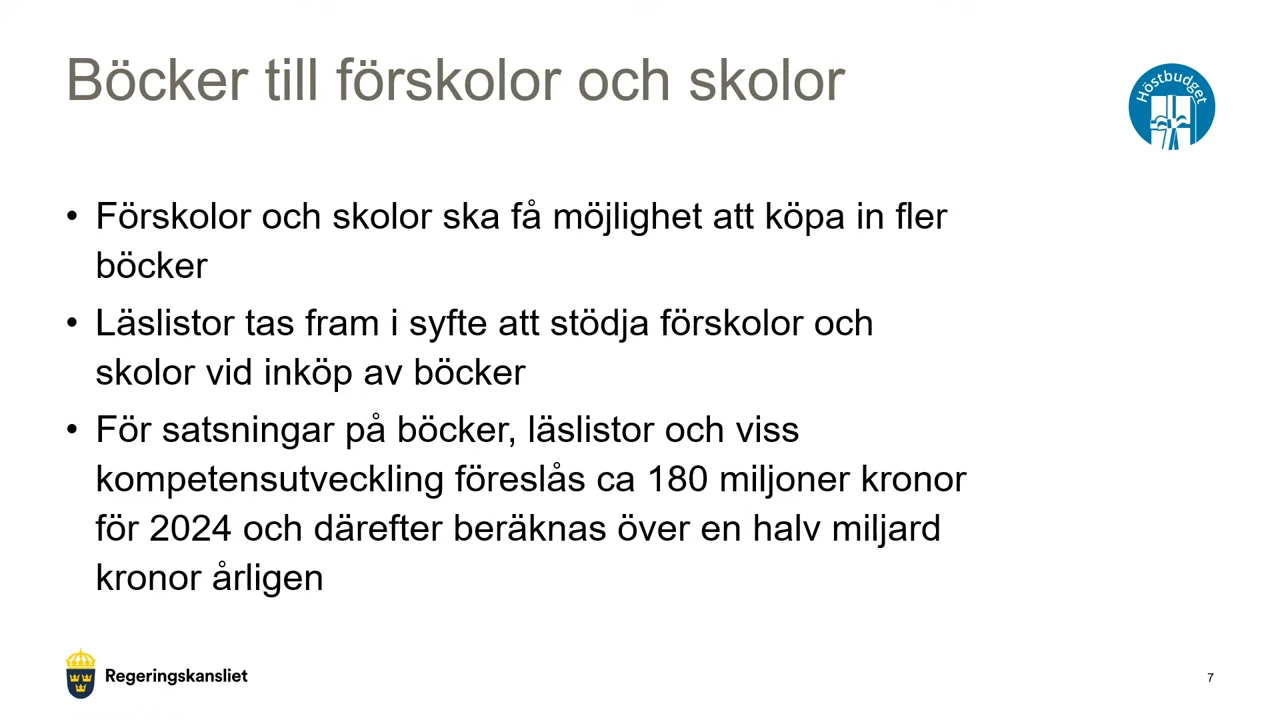 Böcker till förskolor och skolor
Höstbudget
• Förskolor och skolor ska få möjlighet att köpa in fler
böcker
• Läslistor tas fram i syfte att stödja förskolor och
skolor vid inköp av böcker
• För satsningar på böcker, läslistor och viss
kompetensutveckling föreslås ca 180 miljoner kronor
för 2024 och därefter beräknas över en halv miljard
kronor årligen
Regeringskansliet
7